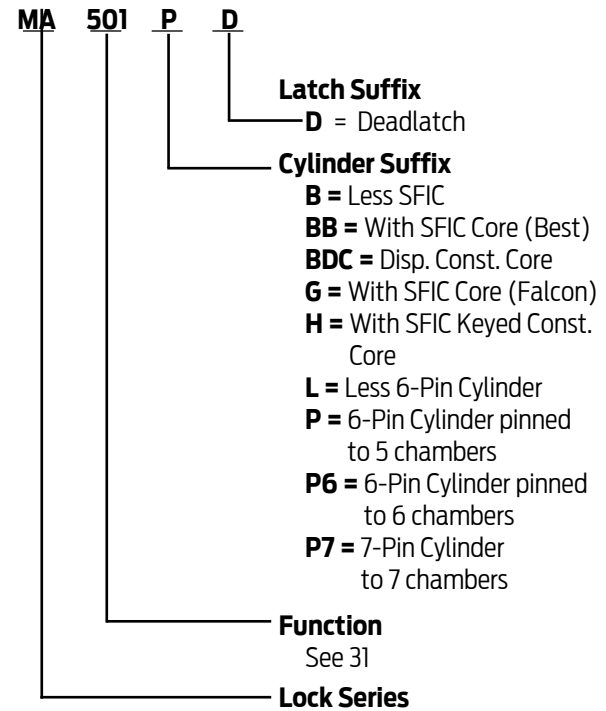 MA 501 P D
Latch Suffix
D = Deadlatch
Cylinder Suffix
B = Less SFIC
BB = With SFIC Core (Best)
BDC = Disp. Const. Core
G = With SFIC Core (Falcon)
H = With SFIC Keyed Const.
Core
L = Less 6-Pin Cylinder
P = 6-Pin Cylinder pinned
to 5 chambers
P6 = 6-Pin Cylinder pinned
to 6 chambers
P7 = 7-Pin Cylinder
to 7 chambers
Function
See 31
Lock Series